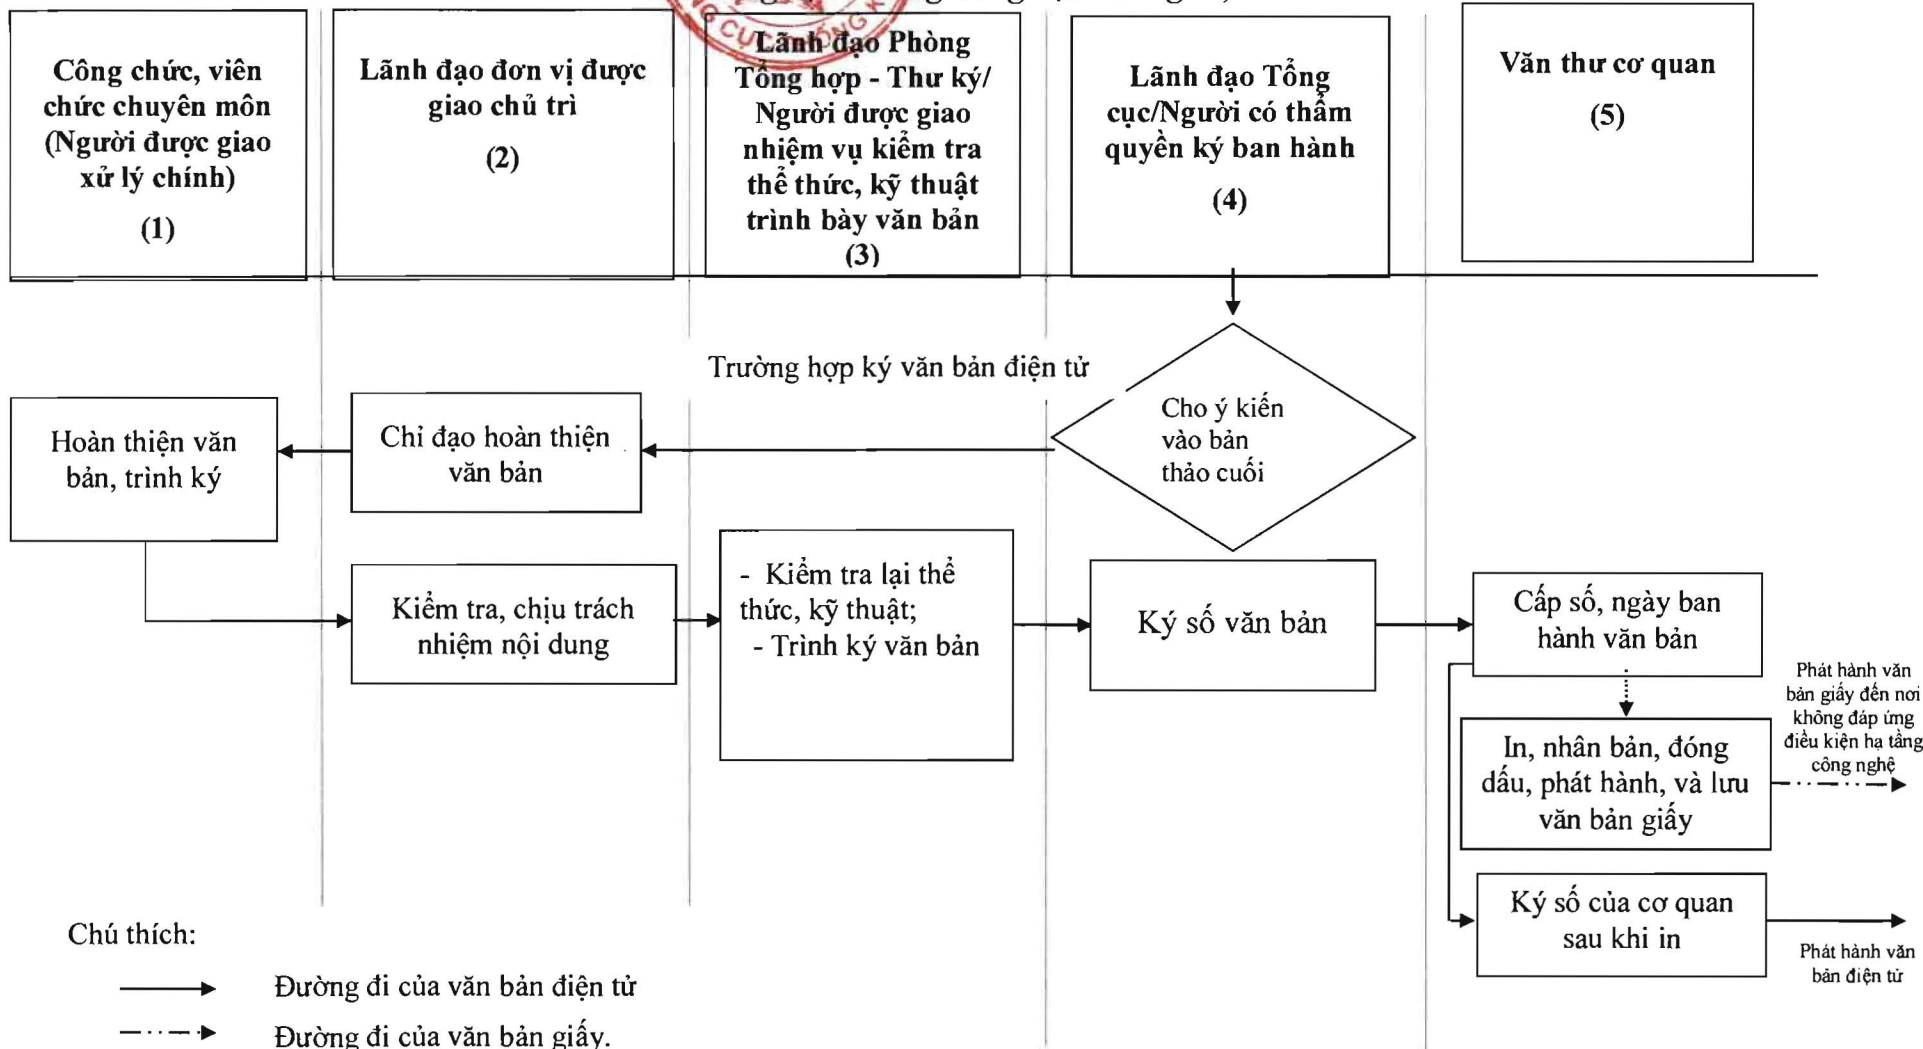 CỤC THỐNG K
Công chức, viên
chức chuyên môn
(Người được giao
xử lý chính)
(1)
Lãnh đạo đơn vị được
giao chủ trì
(2)
Lãnh đạo Phòng
Tổng hợp - Thư ký/
Người được giao
nhiệm vụ kiểm tra
thể thức, kỹ thuật
trình bày văn bản
(3)
Lãnh đạo Tổng
cục/Người có thẩm
quyền ký ban hành
(4)
Văn thư cơ quan
(5)
Trường hợp ký văn bản điện tử
Cho ý kiến
vào bản
thảo cuối
Chỉ đạo hoàn thiện
văn bản
Hoàn thiện văn
bản, trình ký
Kiểm tra, chịu trách
nhiệm nội dung
- Kiểm tra lại thể
thức, kỹ thuật;
- Trình ký văn bản
Ký số văn bản
Cấp số, ngày ban
hành văn bản
Phát hành văn
bản giấy đến nơi
không đáp ứng
điều kiện hạ tầng
công nghệ
In, nhân bản, đóng
dấu, phát hành, và lưu
văn bản giấy
Ký số của cơ quan
sau khi in
Phát hành văn
bản điện tử
Chú thích:
Đường đi của văn bản điện tử
Đường đi của văn bản giấy.